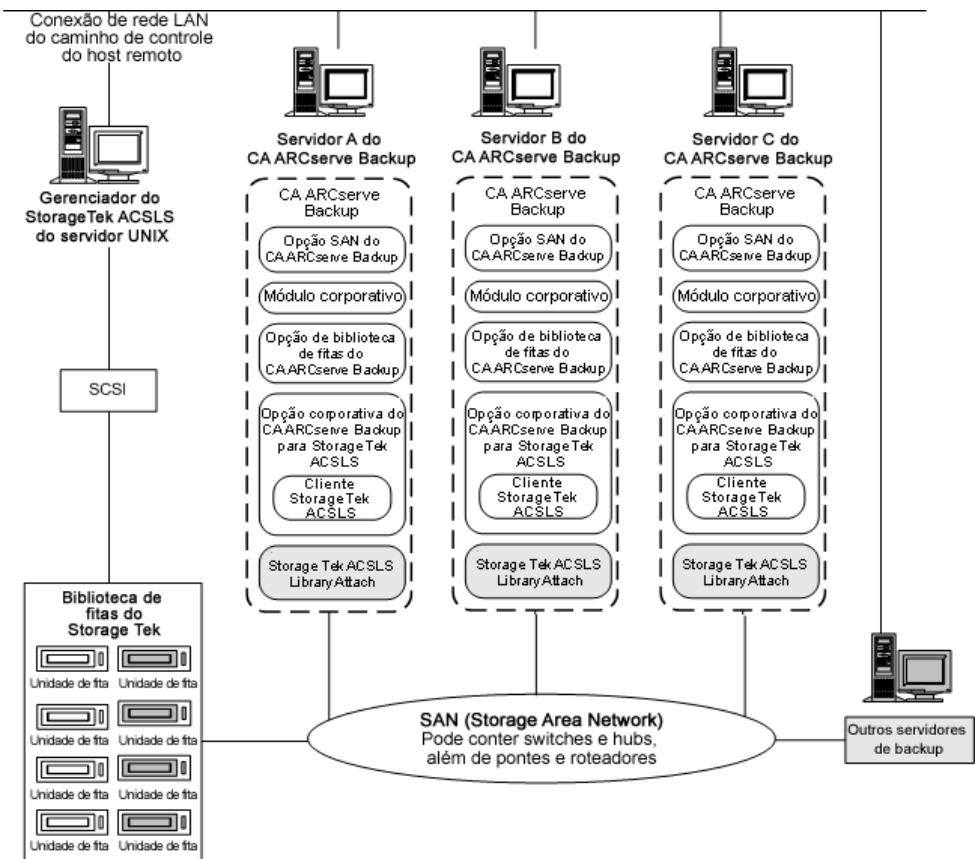 Conexão de rede LAN
do caminho de controle
do host remoto
Gerenciador do
StorageTek ACSLS
do servidor UNIX
SCSI
Biblioteca de
fitas do
Storage Tek
Unidade de fita Unidade de fita
Unidade de fita Unidade de fita
Unidade de fita Unidade de fita
Unidade de fita Unidade de fita
Servidor A do
CA ARCserve Backup
CA ARCserve
Backup
Opção SAN do
CA ARCserve Backup
Módulo corporativo
Opção de biblioteca
de fitas do
CA ARCserve Backup
Opção corporativa do
CA ARCserve Backup
para StorageTek
ACSLS
Cliente
StorageTek
ACSLS
Storage Tek ACSLS
LibraryAttach
Servidor B do
CA ARCserve Backup
CA ARCserve
Backup
Opção SAN do
CA ARCserve Backup
Módulo corporativo
Opção de biblioteca
de fitas do
CA ARCserve Backup
Opção corporativa do
CA ARCserve Backup
para StorageTek
ACSLS
Cliente
StorageTek
ACSLS
Storage Tek ACSLS
LibraryAttach
Servidor C do
CA ARCserve Backup
CA ARCserve
Backup
Opção SAN do
CA ARCserve Backup
Módulo corporativo
Opção de biblioteca
de fitas do
CA ARCserve Backup
Opção corporativa do
CA ARCserve Backup
para StorageTek
ACSLS
Cliente
StorageTek
ACSLS
Storage Tek ACSLS
LibraryAttach
SAN (Storage Area Network)
Pode conter switches e hubs,
além de pontes e roteadores
Outros servidores
de backup